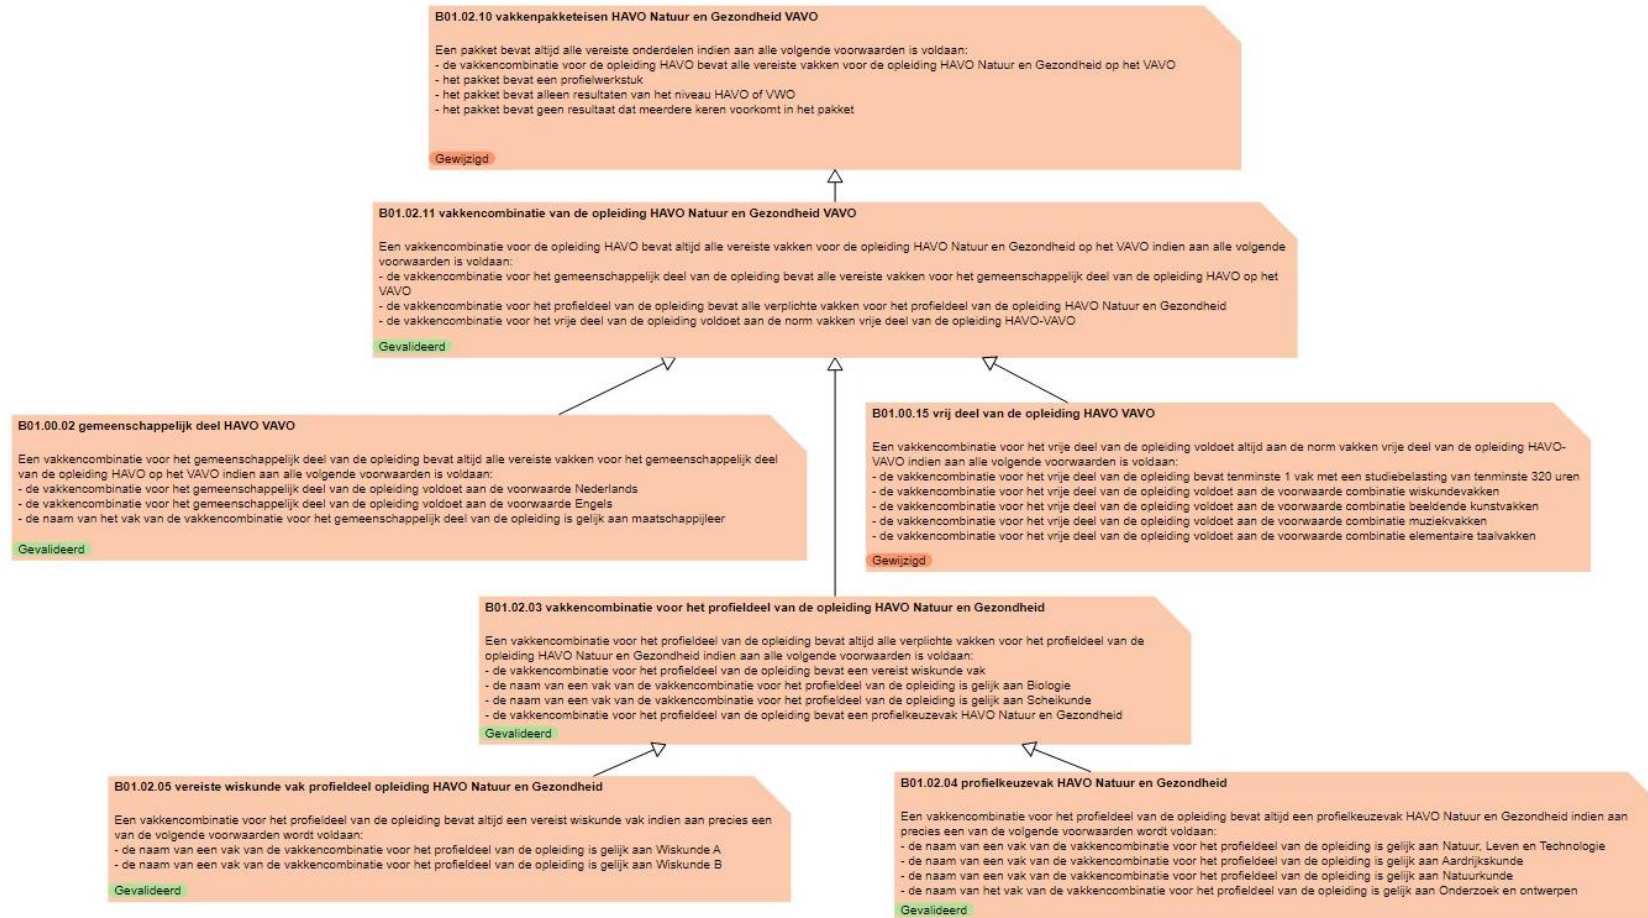 B01.02.10 vakkenpakketeisen HAVO Natuur en Gezondheid VAVO
Een pakket bevat altijd alle vereiste onderdelen indien aan alle volgende voorwaarden is voldaan:
- de vakkencombinatie voor de opleiding HAVO bevat alle vereiste vakken voor de opleiding HAVO Natuur en Gezondheid op het VAVO
- het pakket bevat een profielwerkstuk
- het pakket bevat alleen resultaten van het niveau HAVO of VWO
- het pakket bevat geen resultaat dat meerdere keren voorkomt in het pakket
Gewijzigd
B01.02.11 vakkencombinatie van de opleiding HAVO Natuur en Gezondheid VAVO
Een vakkencombinatie voor de opleiding HAVO bevat altijd alle vereiste vakken voor de opleiding HAVO Natuur en Gezondheid op het VAVO indien aan alle volgende
voorwaarden is voldaan:
- de vakkencombinatie voor het gemeenschappelijk deel van de opleiding bevat alle vereiste vakken voor het gemeenschappelijk deel van de opleiding HAVO op het
VAVO
- de vakkencombinatie voor het profieldeel van de opleiding bevat alle verplichte vakken voor het profieldeel van de opleiding HAVO Natuur en Gezondheid
- de vakkencombinatie voor het vrije deel van de opleiding voldoet aan de norm vakken vrije deel van de opleiding HAVO-VAVO
Gevalideerd
B01.00.02 gemeenschappelijk deel HAVO VAVO
Een vakkencombinatie voor het gemeenschappelijk deel van de opleiding bevat altijd alle vereiste vakken voor het gemeenschappelijk deel
van de opleiding HAVO op het VAVO indien aan alle volgende voorwaarden is voldaan:
- de vakkencombinatie voor het gemeenschappelijk deel van de opleiding voldoet aan de voorwaarde Nederlands
- de vakkencombinatie voor het gemeenschappelijk deel van de opleiding voldoet aan de voorwaarde Engels
- de naam van het vak van de vakkencombinatie voor het gemeenschappelijk deel van de opleiding is gelijk aan maatschappijleer
Gevalideerd
B01.00.15 vrij deel van de opleiding HAVO VAVO
Een vakkencombinatie voor het vrije deel van de opleiding voldoet altijd aan de norm vakken vrije deel van de opleiding HAVO-
VAVO indien aan alle volgende voorwaarden is voldaan:
- de vakkencombinatie voor het vrije deel van de opleiding bevat tenminste 1 vak met een studiebelasting van tenminste 320 uren
- de vakkencombinatie voor het vrije deel van de opleiding voldoet aan de voorwaarde combinatie wiskundevakken
- de vakkencombinatie voor het vrije deel van de opleiding voldoet aan de voorwaarde combinatie beeldende kunstvakken
- de vakkencombinatie voor het vrije deel van de opleiding voldoet aan de voorwaarde combinatie muziekvakken
- de vakkencombinatie voor het vrije deel van de opleiding voldoet aan de voorwaarde combinatie elementaire taalvakken
Gewijzigd
B01.02.03 vakkencombinatie voor het profieldeel van de opleiding HAVO Natuur en Gezondheid
Een vakkencombinatie voor het profieldeel van de opleiding bevat altijd alle verplichte vakken voor het profieldeel van de
opleiding HAVO Natuur en Gezondheid indien aan alle volgende voorwaarden is voldaan:
- de vakkencombinatie voor het profieldeel van de opleiding bevat een vereist wiskunde vak
- de naam van een vak van de vakkencombinatie voor het profieldeel van de opleiding is gelijk aan Biologie
- de naam van een vak van de vakkencombinatie voor het profieldeel van de opleiding is gelijk aan Scheikunde
- de vakkencombinatie voor het profieldeel van de opleiding bevat een profielkeuzevak HAVO Natuur en Gezondheid
Gevalideerd
B01.02.05 vereiste wiskunde vak profieldeel opleiding HAVO Natuur en Gezondheid
Een vakkencombinatie voor het profieldeel van de opleiding bevat altijd een vereist wiskunde vak indien aan precies een
van de volgende voorwaarden wordt voldaan:
- de naam van een vak van de vakkencombinatie voor het profieldeel van de opleiding is gelijk aan Wiskunde A
- de naam van een vak van de vakkencombinatie voor het profieldeel van de opleiding is gelijk aan Wiskunde B
Gevalideerd
B01.02.04 profielkeuzevak HAVO Natuur en Gezondheid
Een vakkencombinatie voor het profieldeel van de opleiding bevat altijd een profielkeuzevak HAVO Natuur en Gezondheid indien aan
precies een van de volgende voorwaarden wordt voldaan:
- de naam van een vak van de vakkencombinatie voor het profieldeel van de opleiding is gelijk aan Natuur, Leven en Technologie
- de naam van een vak van de vakkencombinatie voor het profieldeel van de opleiding is gelijk aan Aardrijkskunde
- de naam van een vak van de vakkencombinatie voor het profieldeel van de opleiding is gelijk aan Natuurkunde
- de naam van het vak van de vakkencombinatie voor het profieldeel van de opleiding is gelijk aan Onderzoek en ontwerpen
Gevalideerd